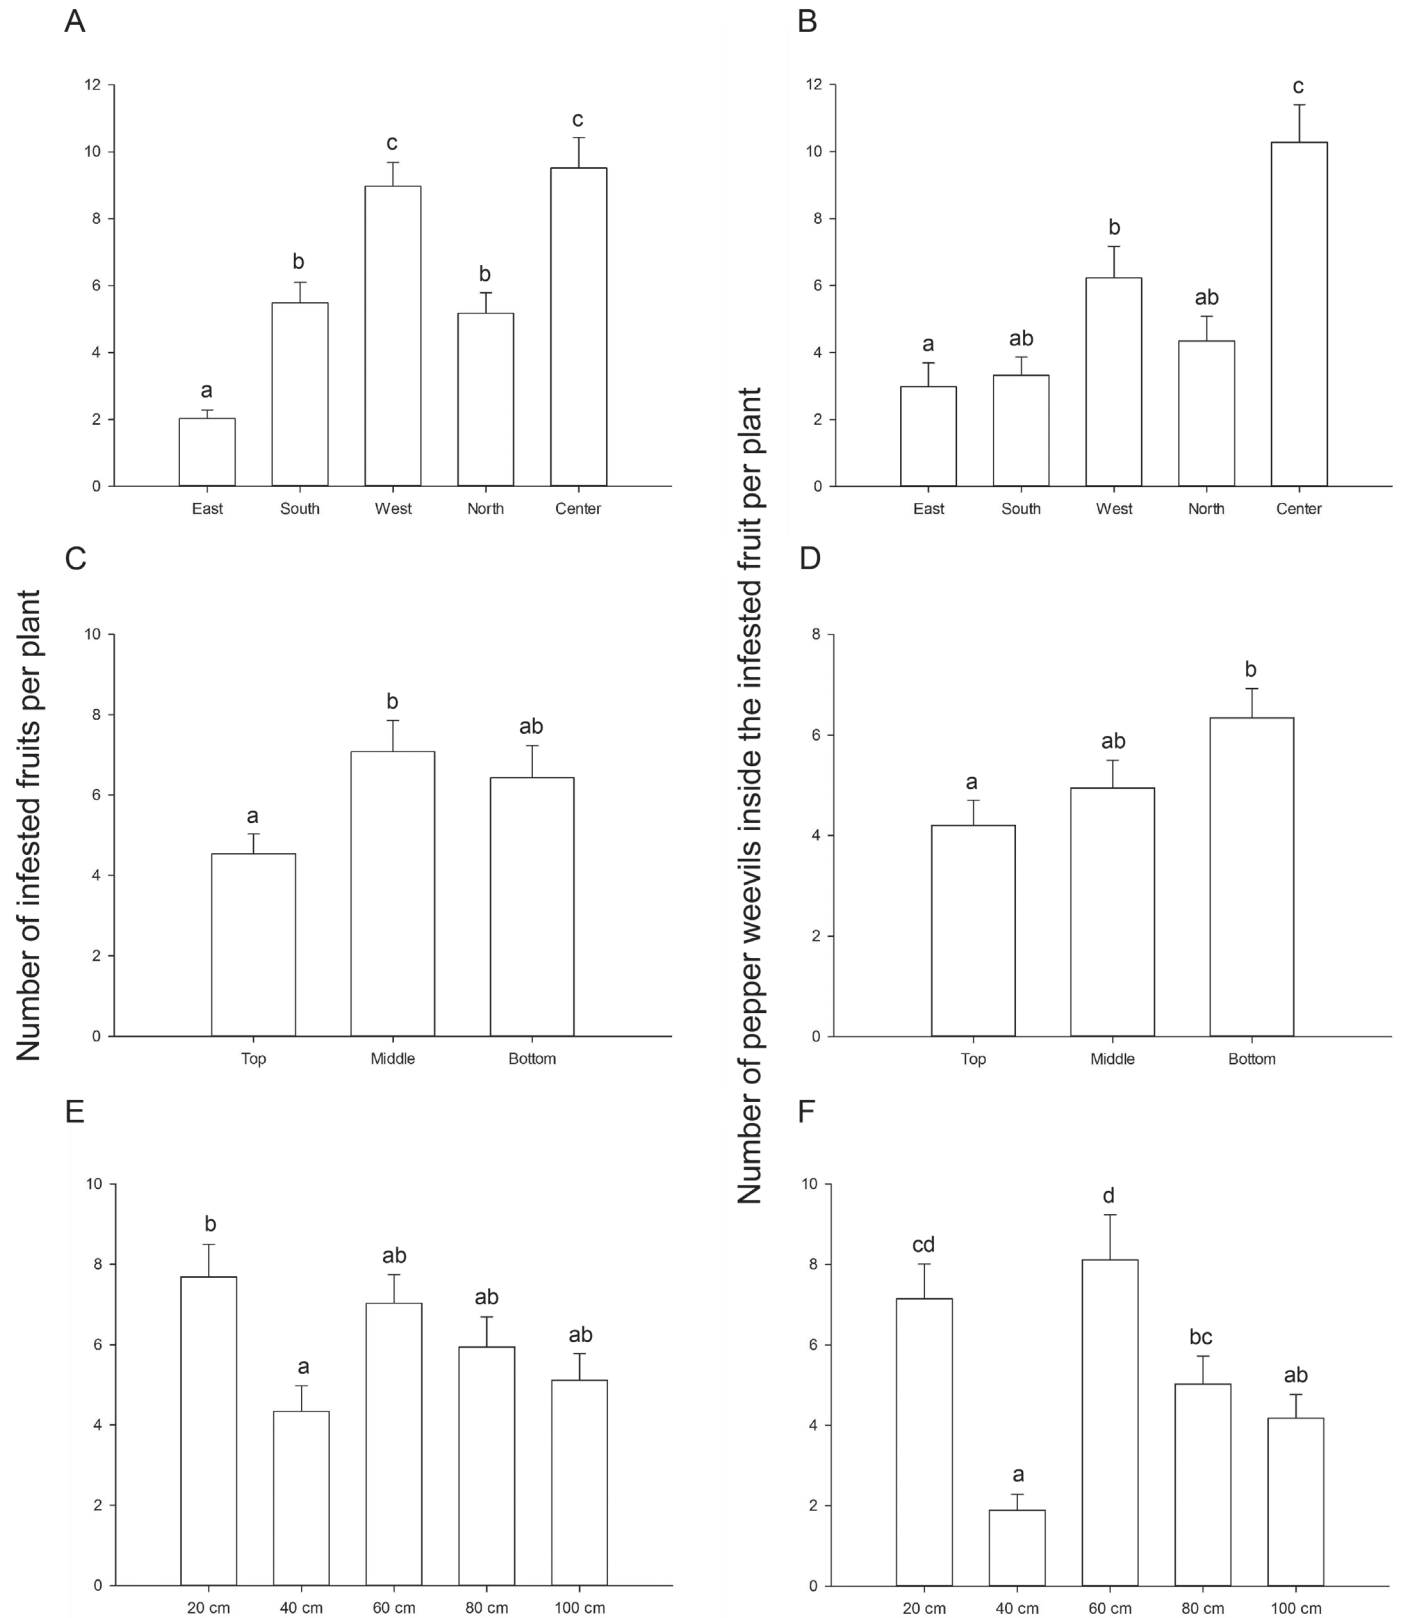 A
12
10
8
6
4
2
0
a
b
c
b
c
East South West North Center
B
12
10
8
6
4
2
0
a
ab
b
ab
c
East South West North Center
C
10
8
6
4
2
0
a
b
ab
Top Middle Bottom
D
8
6
4
2
0
a
ab
b
Top Middle Bottom
E
10
8
6
4
2
0
b
a
ab
ab
ab
20 cm 40 cm 60 cm 80 cm 100 cm
F
10
8
6
4
2
0
cd
a
d
bc
ab
20 cm 40 cm 60 cm 80 cm 100 cm
Number of infested fruits per plant
Number of pepper weevils inside the infested fruit per plant